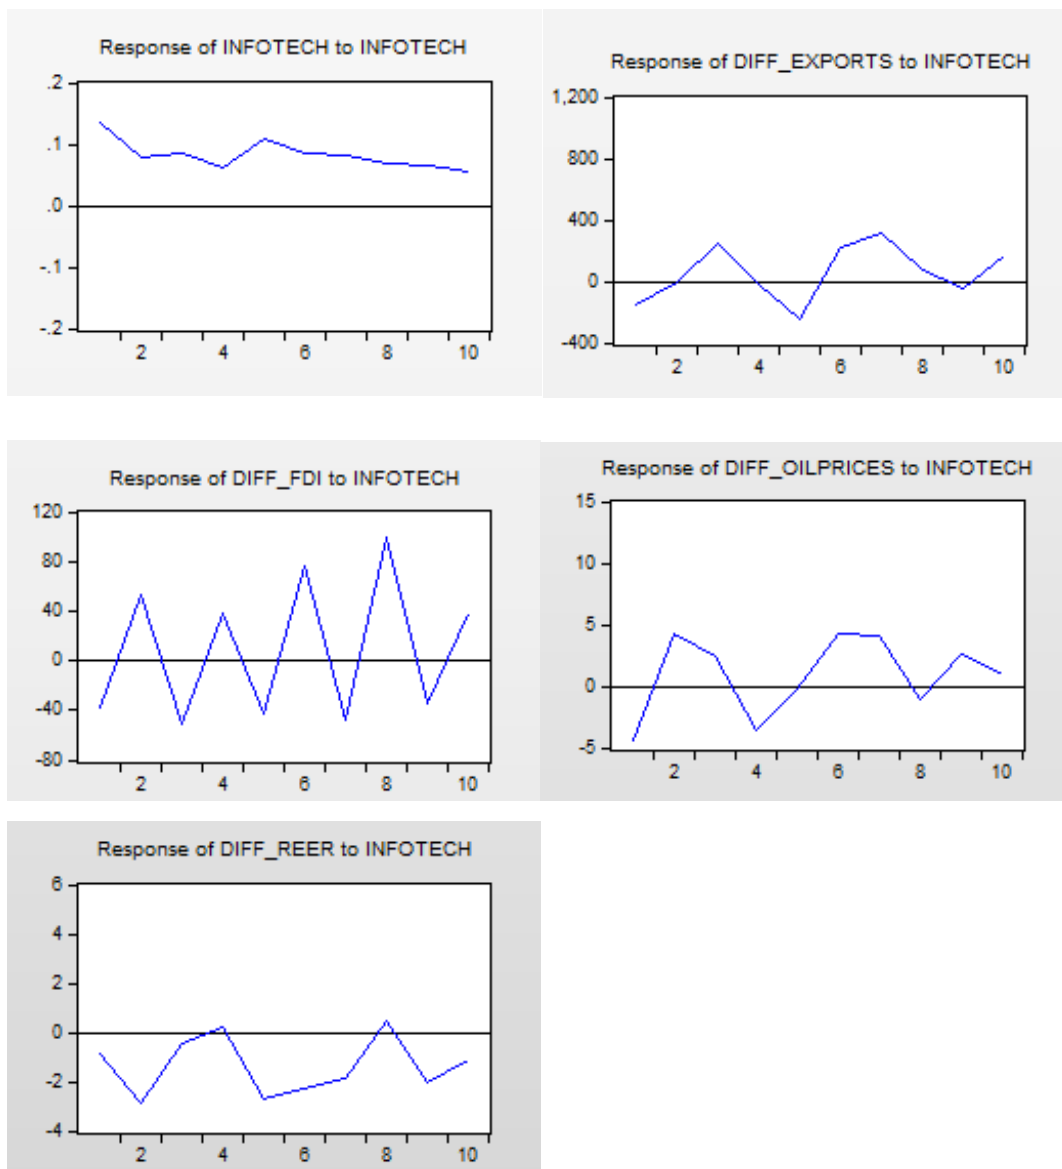 Response of INFOTECH to INFOTECH
.2
.1
.0
-.1
-.2
2 4 6 8 10
Response of DIFF_EXPORTS to INFOTECH
1,200
800
400
0
-400
2 4 6 8 10
Response of DIFF_FDI to INFOTECH
120
80
40
0
-40
-80
2 4 6 8 10
Response of DIFF_OILPRICES to INFOTECH
15
10
5
0
-5
2 4 6 8 10
Response of DIFF_REER to INFOTECH
6
4
2
0
-2
-4
2 4 6 8 10